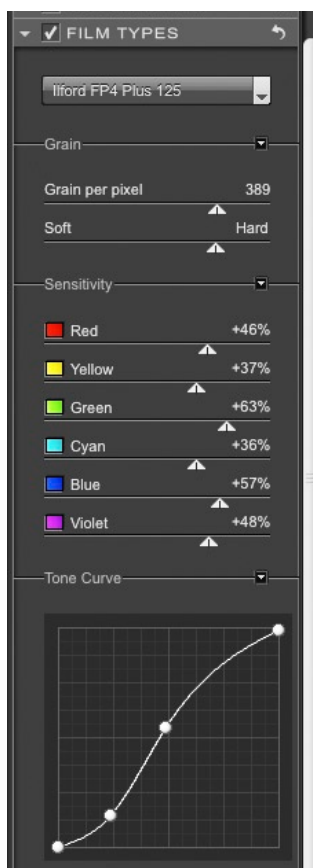 FILM TYPES
Ilford FP4 Plus 125
Grain
Grain per pixel 389
Soft Hard
Sensitivity
Red +46%
Yellow +37%
Green +63%
Cyan +36%
Blue +57%
Violet +48%
Tone Curve